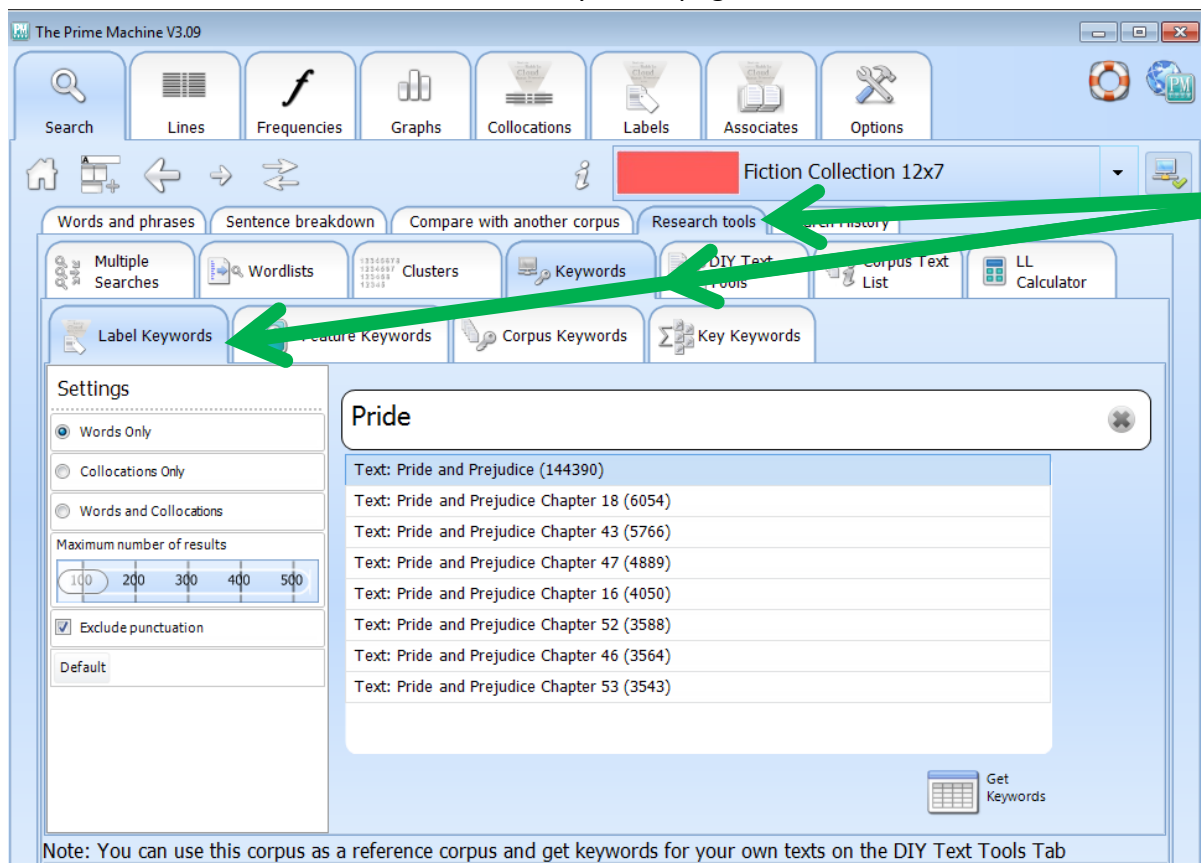 The Prime Machine V3.09
Search Lines Frequencies Graphs Collocations Labels Associates Options
Fiction Collection 12x7
Words and phrases Sentence breakdown Compare with another corpus Research tools History
Multiple Searches Wordlists Clusters Keywords DIY Text Tools Corpus Text List LL Calculator
Label Keywords Keywords Corpus Keywords Key Keywords
Settings
Pride
Words Only
Collocations Only
Words and Collocations
Maximum number of results
100 200 300 400 500
Exclude punctuation
Default
Text: Pride and Prejudice (144390)
Text: Pride and Prejudice Chapter 18 (6054)
Text: Pride and Prejudice Chapter 43 (5766)
Text: Pride and Prejudice Chapter 47 (4889)
Text: Pride and Prejudice Chapter 16 (4050)
Text: Pride and Prejudice Chapter 52 (3588)
Text: Pride and Prejudice Chapter 46 (3564)
Text: Pride and Prejudice Chapter 53 (3543)
Get
Keywords
Note: You can use this corpus as a reference corpus and get keywords for your own texts on the DIY Text Tools Tab